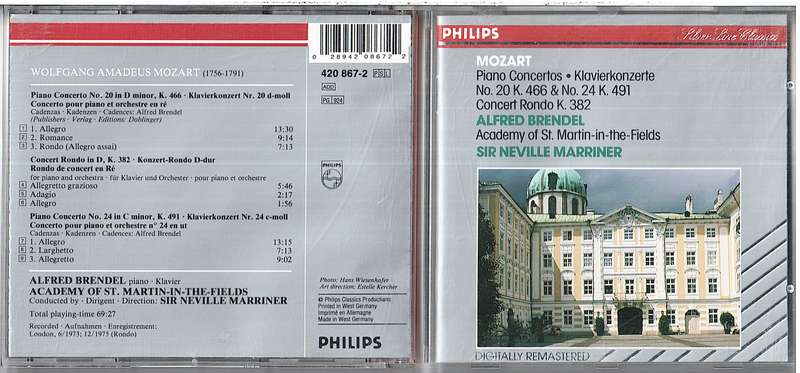 0 28942 08672 2
WOLFGANG AMADEUS MOZART (1756-1791)
420 867-2 PSL
ADD
PG 924
Piano Concerto No. 20 in D minor, K. 466 · Klavierkonzert Nr. 20 d-moll
Concerto pour piano et orchestre en ré
Cadenzas · Kadenzen · Cadences: Alfred Brendel
(Publishers · Verlag · Editions: Doblinger)
1 1. Allegro 13:30
2 2. Romance 9:14
3 3. Rondo (Allegro assai) 7:13
Concert Rondo in D, K. 382 · Konzert-Rondo D-dur
Rondo de concert en Ré
for piano and orchestra · für Klavier und Orchester · pour piano et orchestre
4 Allegretto grazioso 5:46
5 Adagio 2:17
6 Allegro 1:56
Piano Concerto No. 24 in C minor, K. 491 · Klavierkonzert Nr. 24 c-moll
Concerto pour piano et orchestre n° 24 en ut
Cadenzas · Kadenzen · Cadences: Alfred Brendel
7 1. Allegro 13:15
8 2. Larghetto 7:13
9 3. Allegretto 9:02
ALFRED BRENDEL piano · Klavier
ACADEMY OF ST. MARTIN-IN-THE-FIELDS
Conducted by · Dirigent · Direction: SIR NEVILLE MARRINER
Total playing-time 69:27
Recorded · Aufnahmen · Enregistrement:
London, 6/1973; 12/1975 (Rondo)
PHILIPS
Photo: Hans Wiesenhofer
Art direction: Estelle Kercher
℗ Philips Classics Productions
Printed in West Germany
Imprimé en Allemagne
Made in West Germany
PHILIPS
PHILIPS
Silver Line Classics
MOZART
Piano Concertos • Klavierkonzerte
No. 20 K. 466 & No. 24 K. 491
Concert Rondo K. 382
ALFRED BRENDEL
Academy of St. Martin-in-the-Fields
SIR NEVILLE MARRINER
DIGITALLY REMASTERED